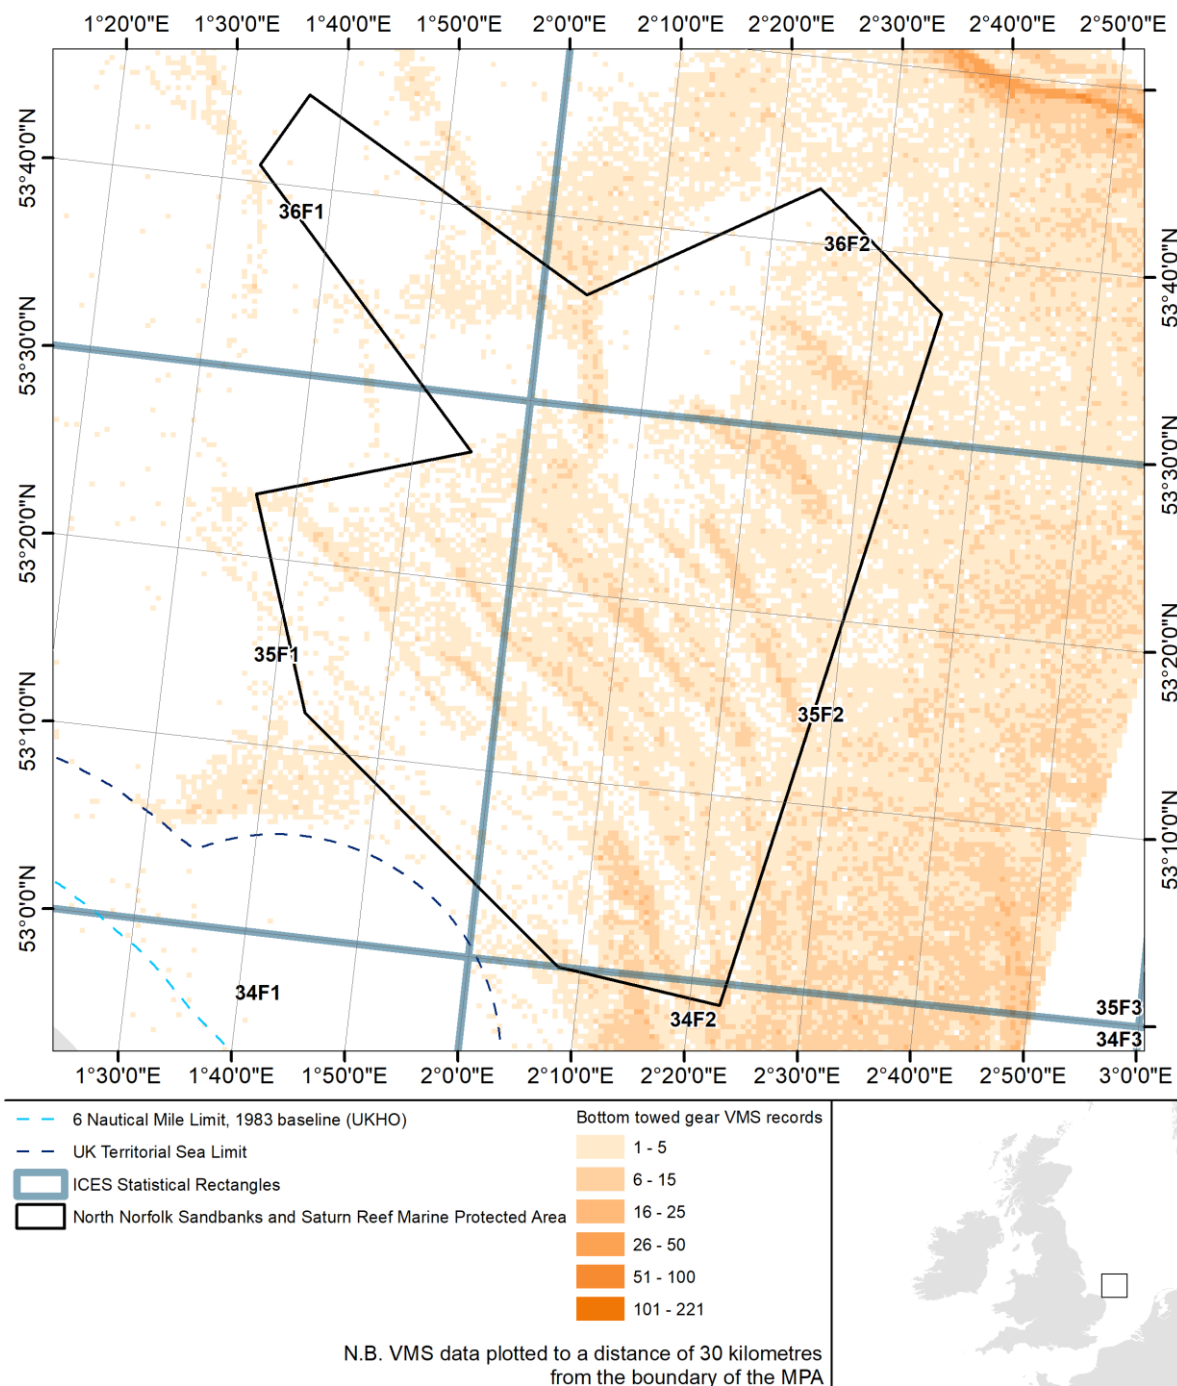 1°20'0"E 1°30'0"E 1°40'0"E 1°50'0"E 2°0'0"E 2°10'0"E 2°20'0"E 2°30'0"E 2°40'0"E 2°50'0"E
53°40'0"N
36F1
36F2
53°40'0"N
53°30'0"N
53°30'0"N
53°20'0"N
35F1
53°20'0"N
35F2
53°10'0"N
53°10'0"N
53°0'0"N
34F1
34F2
35F3
34F3
1°30'0"E 1°40'0"E 1°50'0"E 2°0'0"E 2°10'0"E 2°20'0"E 2°30'0"E 2°40'0"E 2°50'0"E 3°0'0"E
6 Nautical Mile Limit, 1983 baseline (UKHO)
UK Territorial Sea Limit
ICES Statistical Rectangles
North Norfolk Sandbanks and Saturn Reef Marine Protected Area
Bottom towed gear VMS records
1 - 5
6 - 15
16 - 25
26 - 50
51 - 100
101 - 221
N.B. VMS data plotted to a distance of 30 kilometres
from the boundary of the MPA